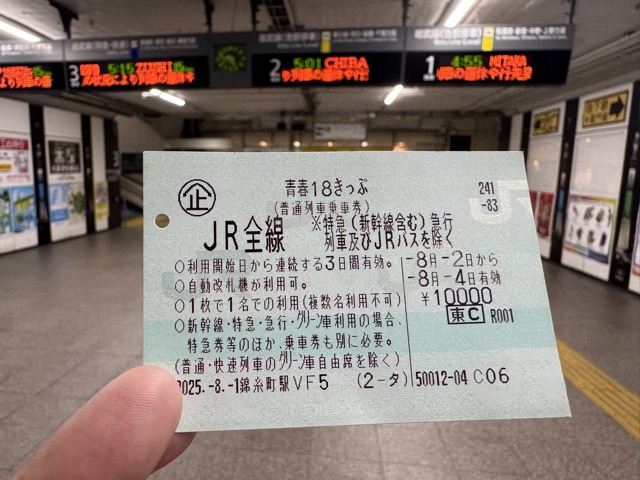 3 5:15 ZUSHI
2 5:01 CHIBA
1 4:55 MITAKA
企
青春18きっぷ
(普通列車乗車券)
241
-83
JR全線
※特急(新幹線含む)急行
列車及びJRバスを除く
○利用開始日から連続する3日間有効。
○自動改札機が利用可。
○1枚で1名での利用(複数名利用不可)
○新幹線・特急・急行・グリーン車利用の場合、
特急券等のほか、乗車券も別に必要。
(普通・快速列車のグリーン車自由席を除く)
-8月-2日から
-8月-4日有効
¥10000
東C R001
2025.-8.-1錦糸町駅VF5 (2-タ) 50012-04 C06